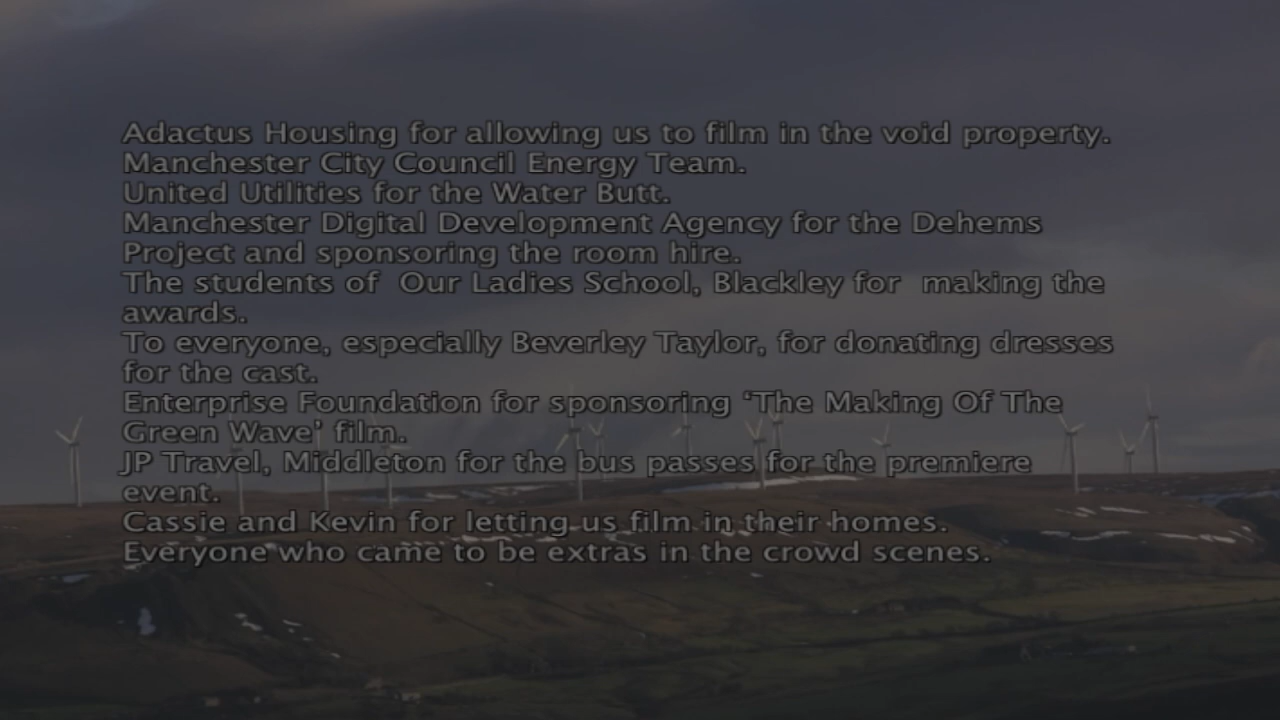 Adactus Housing for allowing us to film in the void property.
Manchester City Council Energy Team.
United Utilities for the Water Butt.
Manchester Digital Development Agency for the Dehems
Project and sponsoring the room hire.
The students of  Our Ladies School, Blackley for  making the
awards.
To everyone, especially Beverley Taylor, for donating dresses
for the cast.
Enterprise Foundation for sponsoring ‘The Making Of The
Green Wave’ film.
JP Travel, Middleton for the bus passes for the premiere
event.
Cassie and Kevin for letting us film in their homes.
Everyone who came to be extras in the crowd scenes.